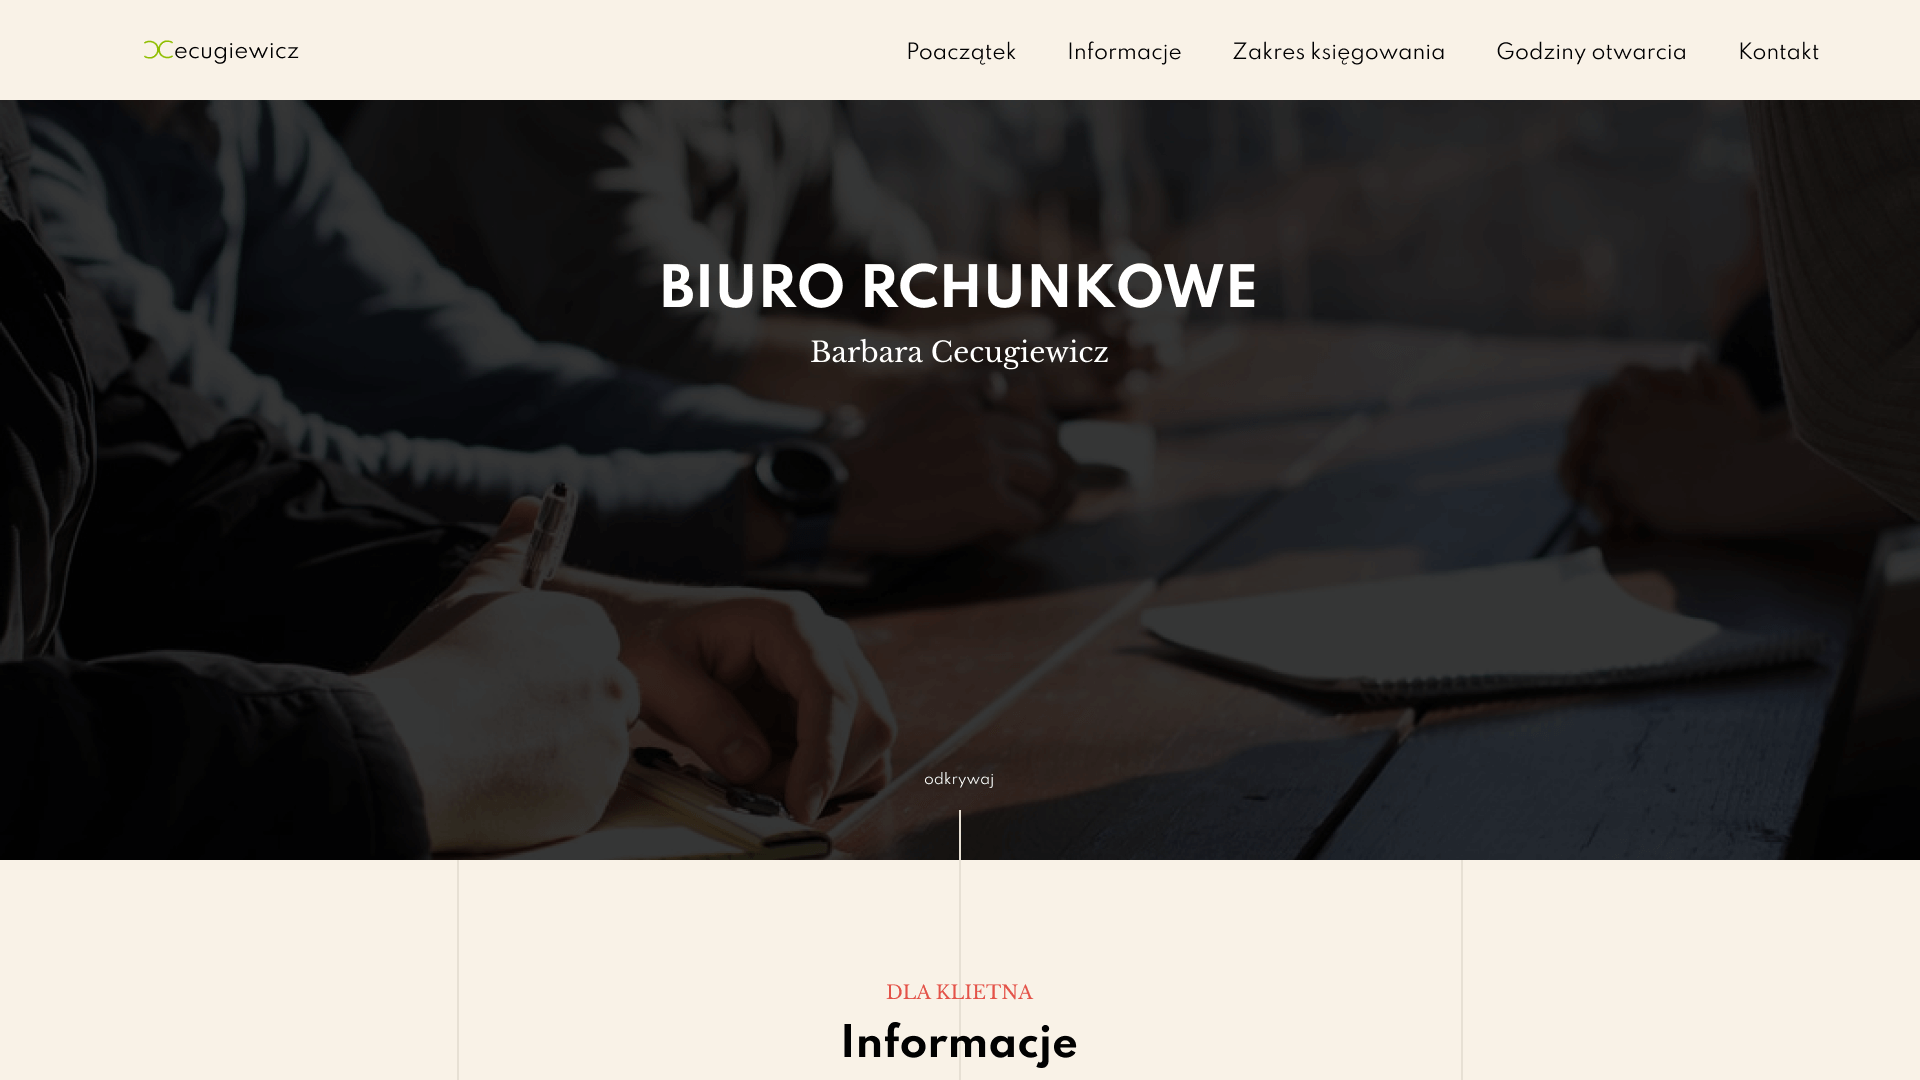 Cecugiewicz
Poaczątek Informacje Zakres księgowania Godziny otwarcia Kontakt
BIURO RCHUNKOWE
Barbara Cecugiewicz
odkrywaj
DLA KLIETNA
Informacje